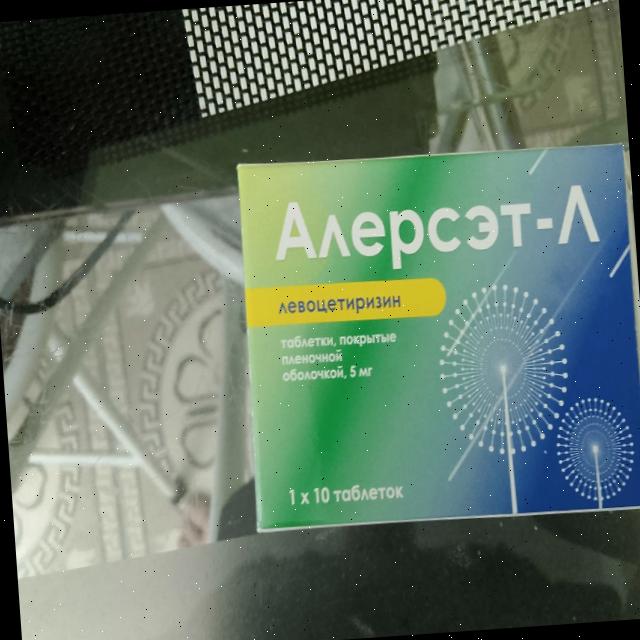 Алерсэт-Л
левоцетиризин
таблетки, покрытые
пленочной
оболочкой, 5 мг
1 x 10 таблеток